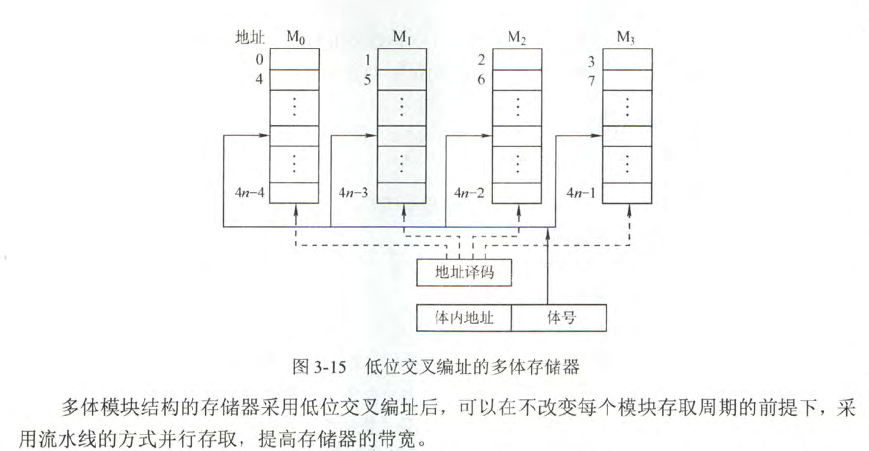 地址 M0 M1 M2 M3
0 1 2 3
4 5 6 7
⋮ ⋮ ⋮ ⋮
⋮ ⋮ ⋮ ⋮
4n−4 4n−3 4n−2 4n−1
地址译码
体内地址 体号
图 3-15 低位交叉编址的多体存储器
多体模块结构的存储器采用低位交叉编址后，可以在不改变每个模块存取周期的前提下，采
用流水线的方式并行存取，提高存储器的带宽。